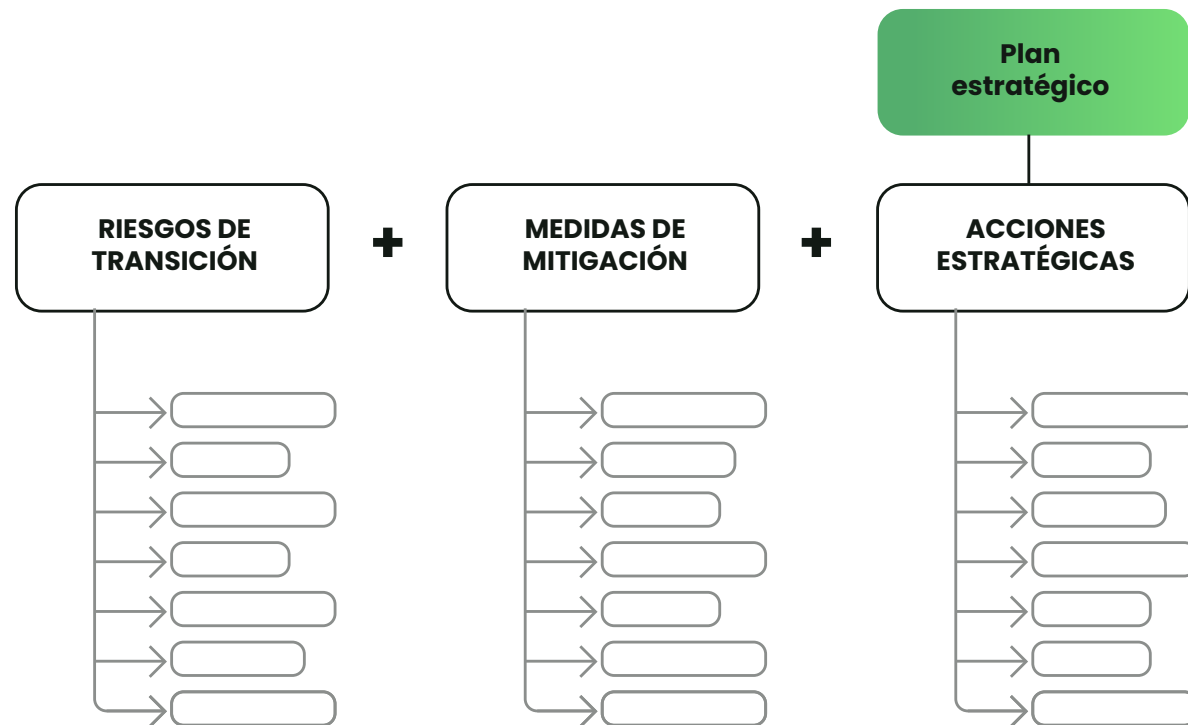 Plan
estratégico
RIESGOS DE
TRANSICIÓN
+
MEDIDAS DE
MITIGACIÓN
+
ACCIONES
ESTRATÉGICAS